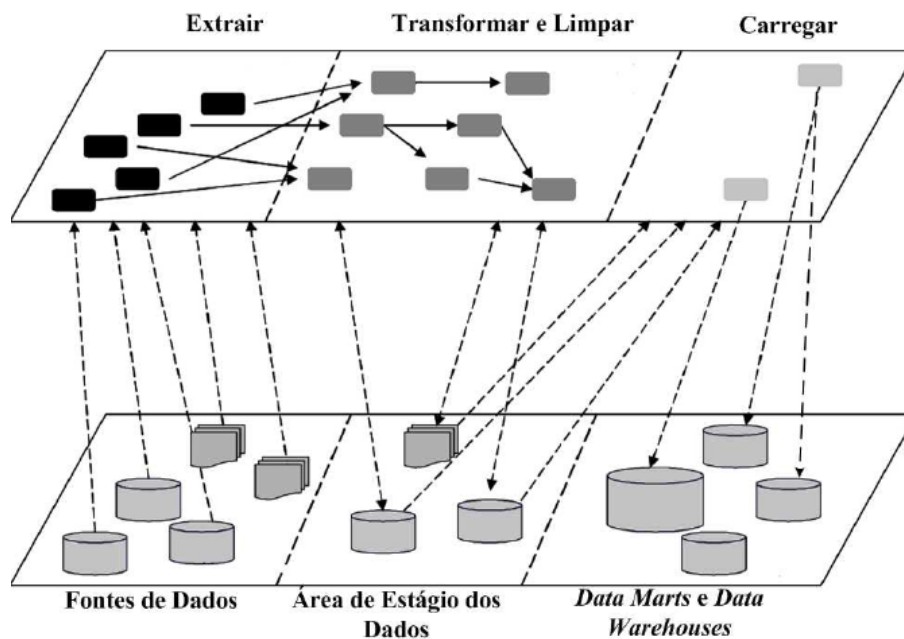 Extrair
Transformar e Limpar
Carregar
Fontes de Dados
Área de Estágio dos
Dados
Data Marts e Data
Warehouses